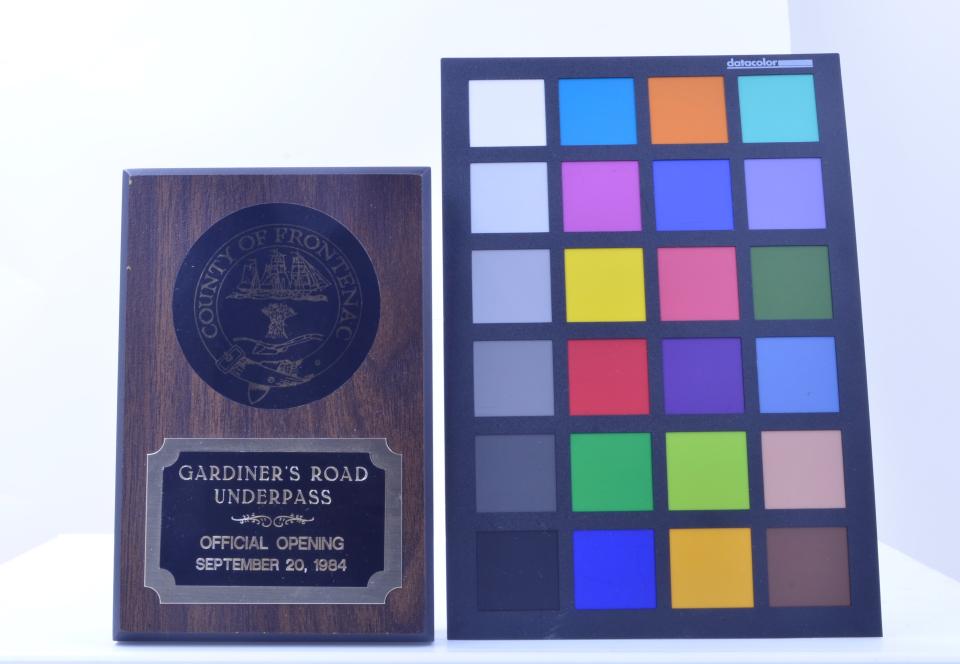 COUNTY OF FRONTENAC
GARDINER'S ROAD
UNDERPASS
OFFICIAL OPENING
SEPTEMBER 20, 1984
datacolor